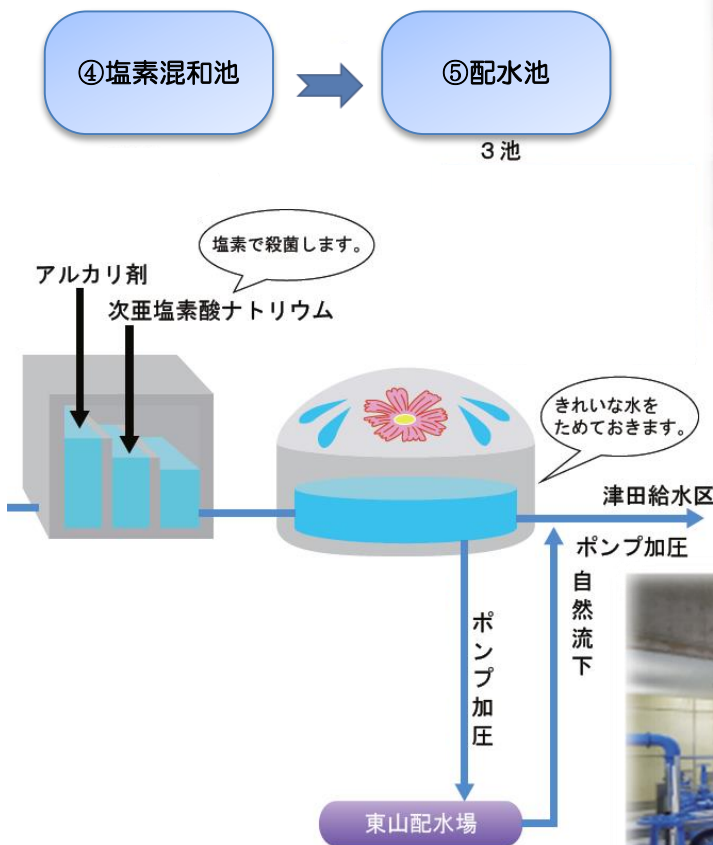 ④塩素混和池
⑤配水池
3池
塩素で殺菌します。
アルカリ剤
次亜塩素酸ナトリウム
きれいな水を
ためておきます。
津田給水区
ポンプ加圧
自然流下
ポンプ加圧
東山配水場